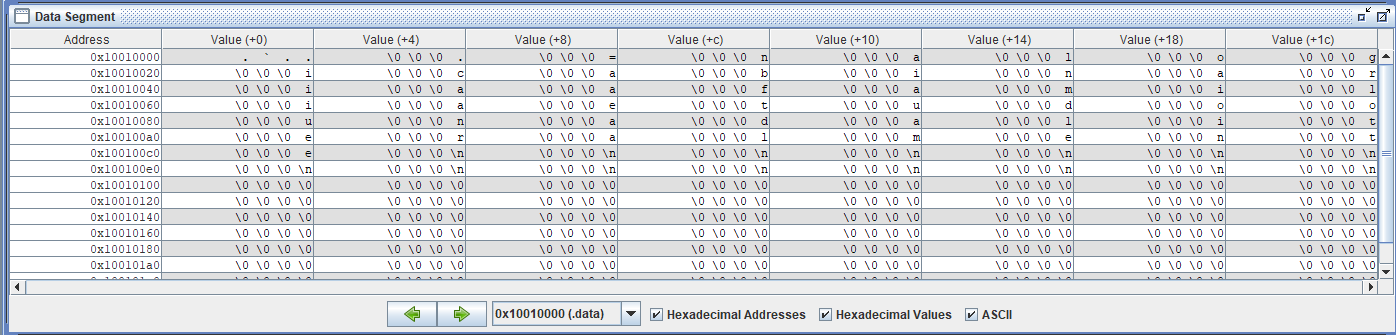 Data Segment
Address Value (+0) Value (+4) Value (+8) Value (+c) Value (+10) Value (+14) Value (+18) Value (+1c)
0x10010000 . ` . . \0 \0 \0 . \0 \0 \0 = \0 \0 \0 n \0 \0 \0 a \0 \0 \0 l \0 \0 \0 o \0 \0 \0 g
0x10010020 \0 \0 \0 i \0 \0 \0 c \0 \0 \0 a \0 \0 \0 b \0 \0 \0 i \0 \0 \0 n \0 \0 \0 a \0 \0 \0 r
0x10010040 \0 \0 \0 i \0 \0 \0 a \0 \0 \0 a \0 \0 \0 f \0 \0 \0 a \0 \0 \0 m \0 \0 \0 i \0 \0 \0 l
0x10010060 \0 \0 \0 i \0 \0 \0 a \0 \0 \0 e \0 \0 \0 t \0 \0 \0 u \0 \0 \0 d \0 \0 \0 o \0 \0 \0 o
0x10010080 \0 \0 \0 u \0 \0 \0 n \0 \0 \0 a \0 \0 \0 d \0 \0 \0 a \0 \0 \0 l \0 \0 \0 i \0 \0 \0 t
0x100100a0 \0 \0 \0 e \0 \0 \0 r \0 \0 \0 a \0 \0 \0 l \0 \0 \0 m \0 \0 \0 e \0 \0 \0 n \0 \0 \0 t
0x100100c0 \0 \0 \0 e \0 \0 \0 \n \0 \0 \0 \n \0 \0 \0 \n \0 \0 \0 \n \0 \0 \0 \n \0 \0 \0 \n \0 \0 \0 \n
0x100100e0 \0 \0 \0 \n \0 \0 \0 \n \0 \0 \0 \n \0 \0 \0 \n \0 \0 \0 \n \0 \0 \0 \n \0 \0 \0 \n \0 \0 \0 \n
0x10010100 \0 \0 \0 \0 \0 \0 \0 \0 \0 \0 \0 \0 \0 \0 \0 \0 \0 \0 \0 \0 \0 \0 \0 \0 \0 \0 \0 \0 \0 \0 \0 \0
0x10010120 \0 \0 \0 \0 \0 \0 \0 \0 \0 \0 \0 \0 \0 \0 \0 \0 \0 \0 \0 \0 \0 \0 \0 \0 \0 \0 \0 \0 \0 \0 \0 \0
0x10010140 \0 \0 \0 \0 \0 \0 \0 \0 \0 \0 \0 \0 \0 \0 \0 \0 \0 \0 \0 \0 \0 \0 \0 \0 \0 \0 \0 \0 \0 \0 \0 \0
0x10010160 \0 \0 \0 \0 \0 \0 \0 \0 \0 \0 \0 \0 \0 \0 \0 \0 \0 \0 \0 \0 \0 \0 \0 \0 \0 \0 \0 \0 \0 \0 \0 \0
0x10010180 \0 \0 \0 \0 \0 \0 \0 \0 \0 \0 \0 \0 \0 \0 \0 \0 \0 \0 \0 \0 \0 \0 \0 \0 \0 \0 \0 \0 \0 \0 \0 \0
0x100101a0 \0 \0 \0 \0 \0 \0 \0 \0 \0 \0 \0 \0 \0 \0 \0 \0 \0 \0 \0 \0 \0 \0 \0 \0 \0 \0 \0 \0 \0 \0 \0 \0
0x10010000 (.data) Hexadecimal Addresses Hexadecimal Values ASCII